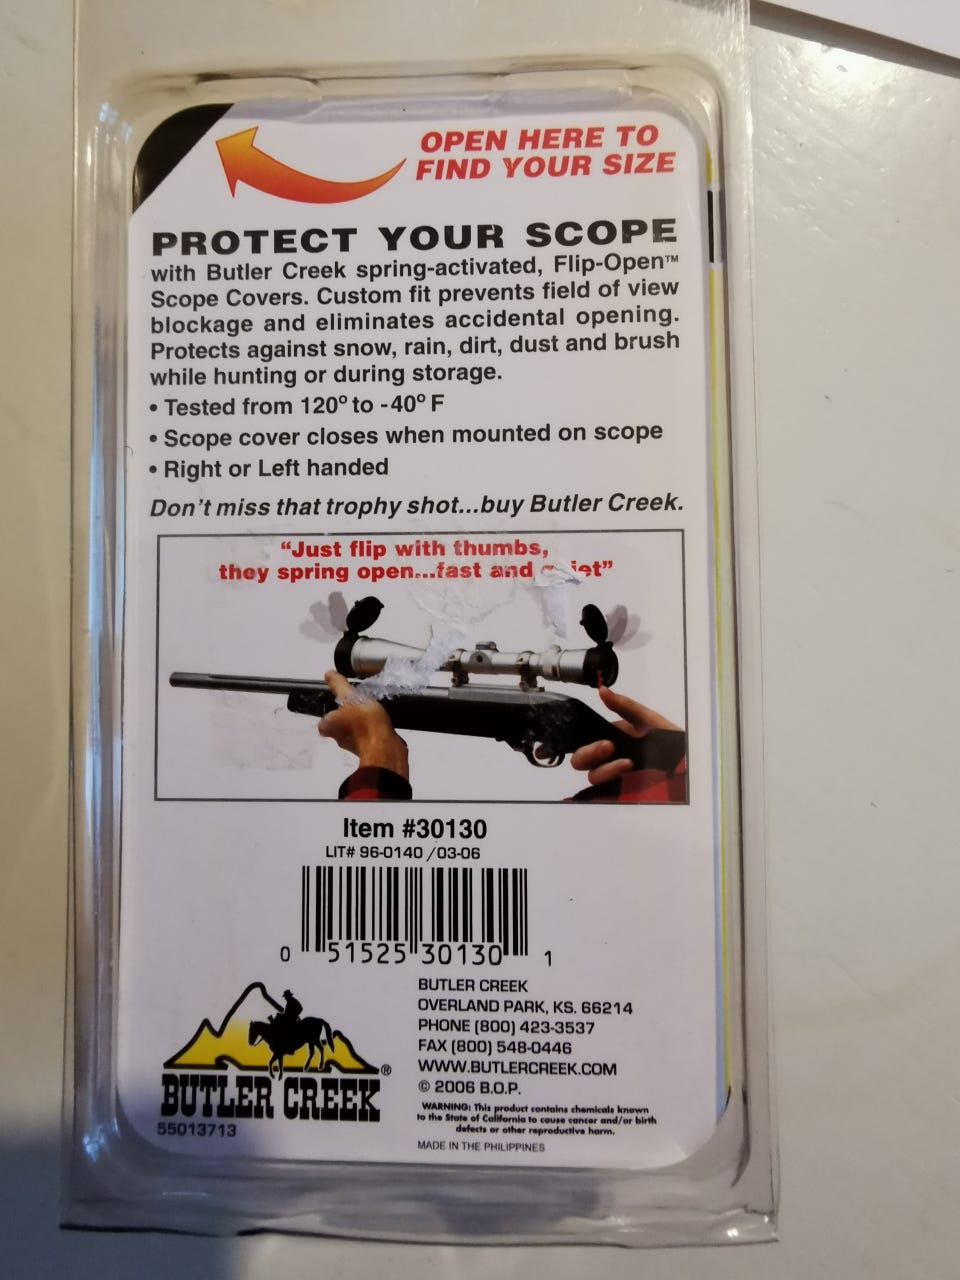 OPEN HERE TO
FIND YOUR SIZE
PROTECT YOUR SCOPE
with Butler Creek spring-activated, Flip-Open™
Scope Covers. Custom fit prevents field of view
blockage and eliminates accidental opening.
Protects against snow, rain, dirt, dust and brush
while hunting or during storage.
• Tested from 120º to -40º F
• Scope cover closes when mounted on scope
• Right or Left handed
Don't miss that trophy shot...buy Butler Creek.
“Just flip with thumbs,
they spring open...fast and
Item #30130
LIT# 96-0140 /03-06
0 51525 30130 1
BUTLER CREEK
OVERLAND PARK, KS. 66214
PHONE (800) 423-3537
FAX (800) 548-0446
WWW.BUTLERCREEK.COM
© 2006 B.O.P.
WARNING: This product contains chemicals known
to the State of California to cause cancer and/or birth
defects or other reproductive harm.
MADE IN THE PHILIPPINES
BUTLER CREEK®
55013713